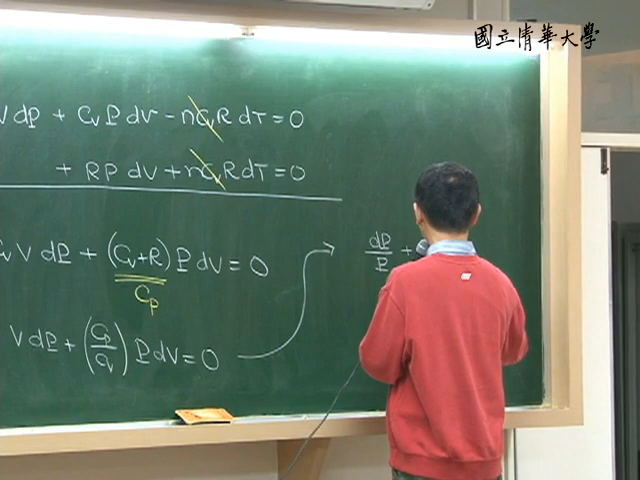 國立清華大學
V dP + Cv P dV - nCvR dT = 0
+ RP dV + nCvR dT = 0
Cv V dP + (Cv+R) P dV = 0
Cp
V dP + (Cp/Cv) P dV = 0
dP/P +